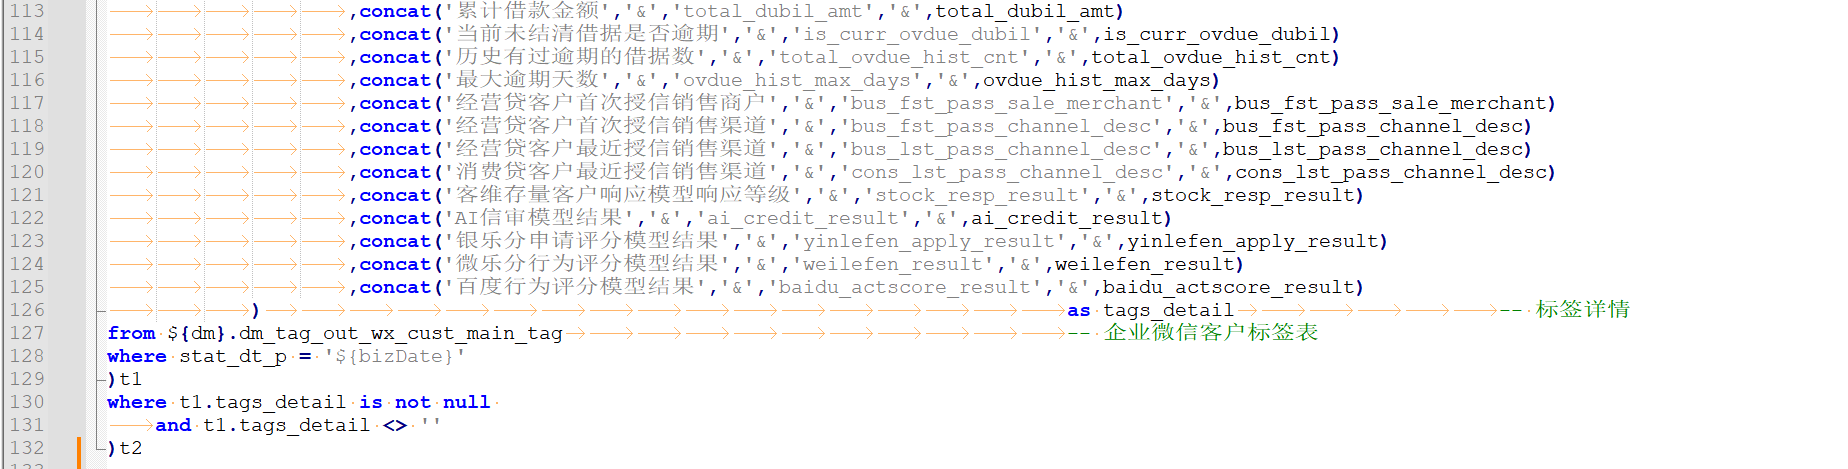 113 ,concat('累计借款金额','&','total_dubil_amt','&',total_dubil_amt)
114 ,concat('当前未结清借据是否逾期','&','is_curr_ovdue_dubil','&',is_curr_ovdue_dubil)
115 ,concat('历史有过逾期的借据数','&','total_ovdue_hist_cnt','&',total_ovdue_hist_cnt)
116 ,concat('最大逾期天数','&','ovdue_hist_max_days','&',ovdue_hist_max_days)
117 ,concat('经营贷客户首次授信销售商户','&','bus_fst_pass_sale_merchant','&',bus_fst_pass_sale_merchant)
118 ,concat('经营贷客户首次授信销售渠道','&','bus_fst_pass_channel_desc','&',bus_fst_pass_channel_desc)
119 ,concat('经营贷客户最近授信销售渠道','&','bus_lst_pass_channel_desc','&',bus_lst_pass_channel_desc)
120 ,concat('消费贷客户最近授信销售渠道','&','cons_lst_pass_channel_desc','&',cons_lst_pass_channel_desc)
121 ,concat('客维存量客户响应模型响应等级','&','stock_resp_result','&',stock_resp_result)
122 ,concat('AI信审模型结果','&','ai_credit_result','&',ai_credit_result)
123 ,concat('银乐分申请评分模型结果','&','yinlefen_apply_result','&',yinlefen_apply_result)
124 ,concat('微乐分行为评分模型结果','&','weilefen_result','&',weilefen_result)
125 ,concat('百度行为评分模型结果','&','baidu_actscore_result','&',baidu_actscore_result)
126 ) as tags_detail -- 标签详情
127 from ${dm}.dm_tag_out_wx_cust_main_tag -- 企业微信客户标签表
128 where stat_dt_p = '${bizDate}'
129 )t1
130 where t1.tags_detail is not null
131 and t1.tags_detail <> ''
132 )t2